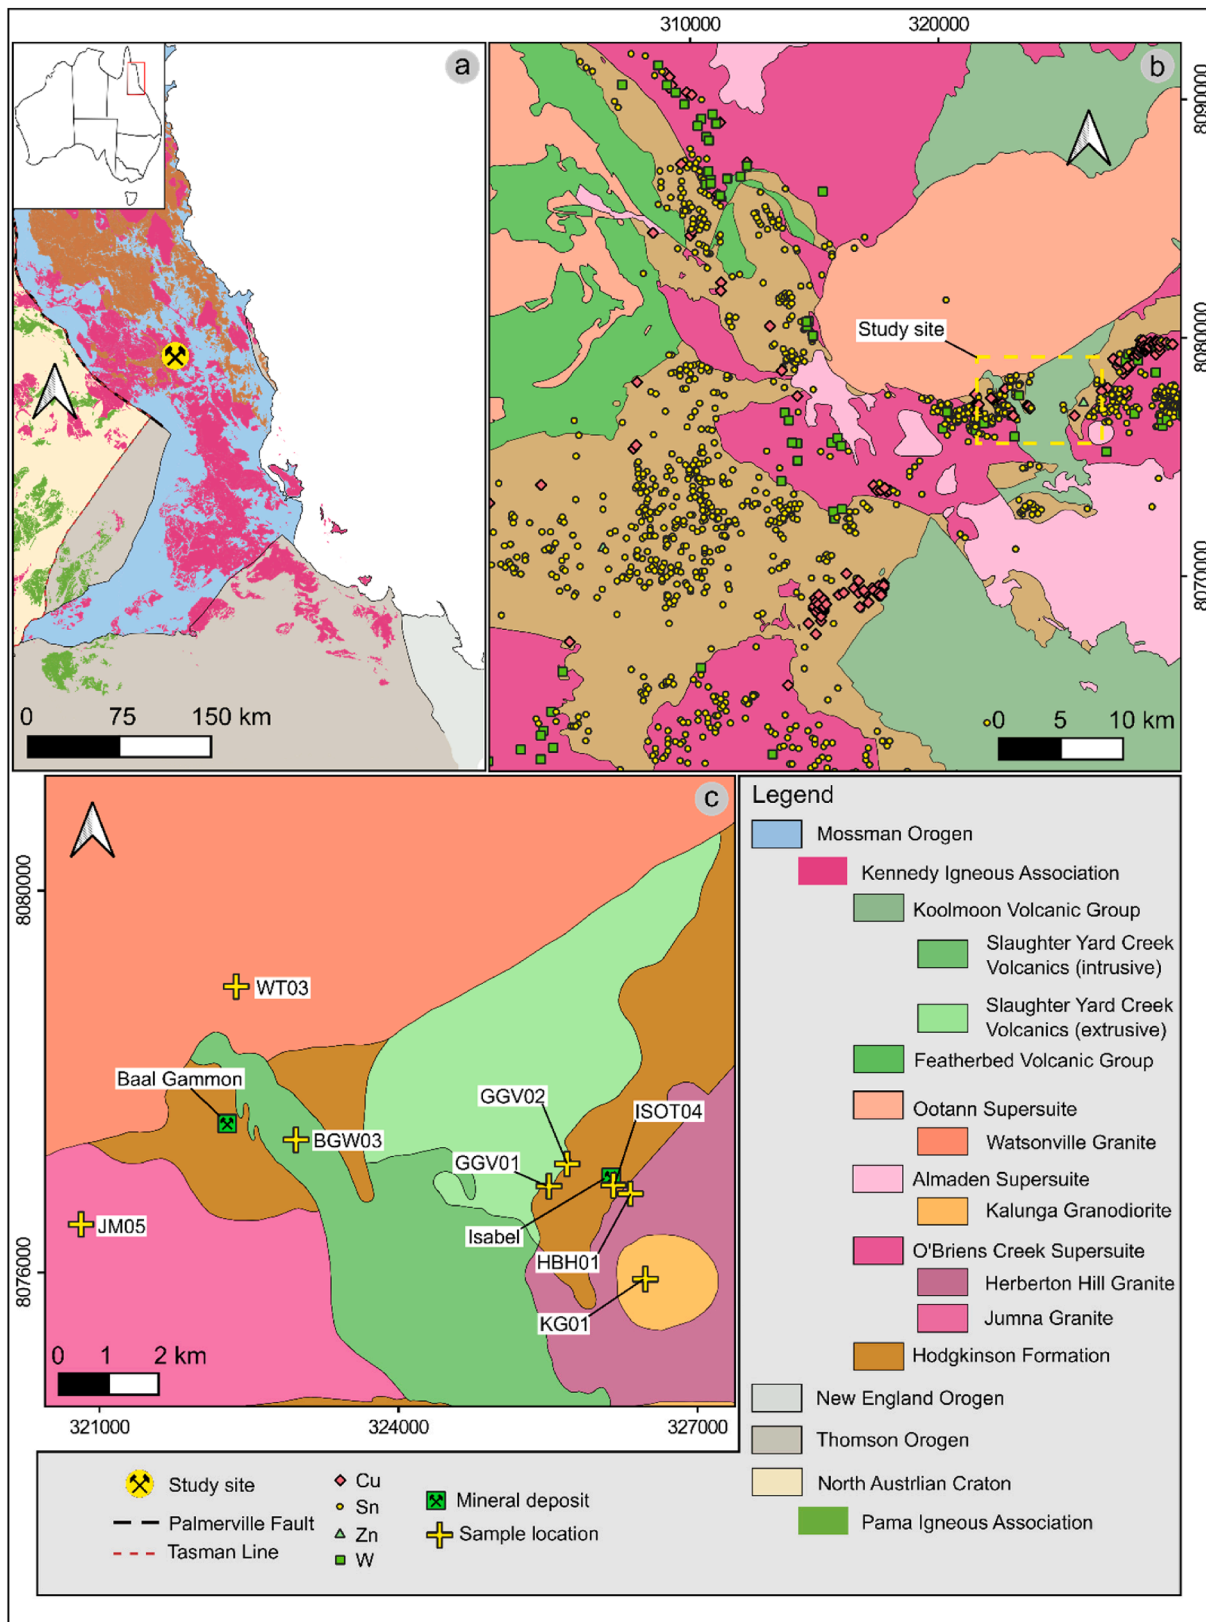 310000
320000
a
b
8090000
8080000
8070000
Study site
0
75
150 km
0
5
10 km
c
8080000
8076000
WT03
Baal Gammon
BGW03
GGV02
ISOT04
GGV01
JM05
Isabel
HBH01
KG01
0
1
2 km
321000
324000
327000
Legend
Mossman Orogen
Kennedy Igneous Association
Koolmoon Volcanic Group
Slaughter Yard Creek
Volcanics (intrusive)
Slaughter Yard Creek
Volcanics (extrusive)
Featherbed Volcanic Group
Ootann Supersuite
Watsonville Granite
Almaden Supersuite
Kalunga Granodiorite
O'Briens Creek Supersuite
Herberton Hill Granite
Jumna Granite
Hodgkinson Formation
New England Orogen
Thomson Orogen
North Austrlian Craton
Pama Igneous Association
Study site
Palmerville Fault
Tasman Line
Cu
Sn
Zn
W
Mineral deposit
Sample location